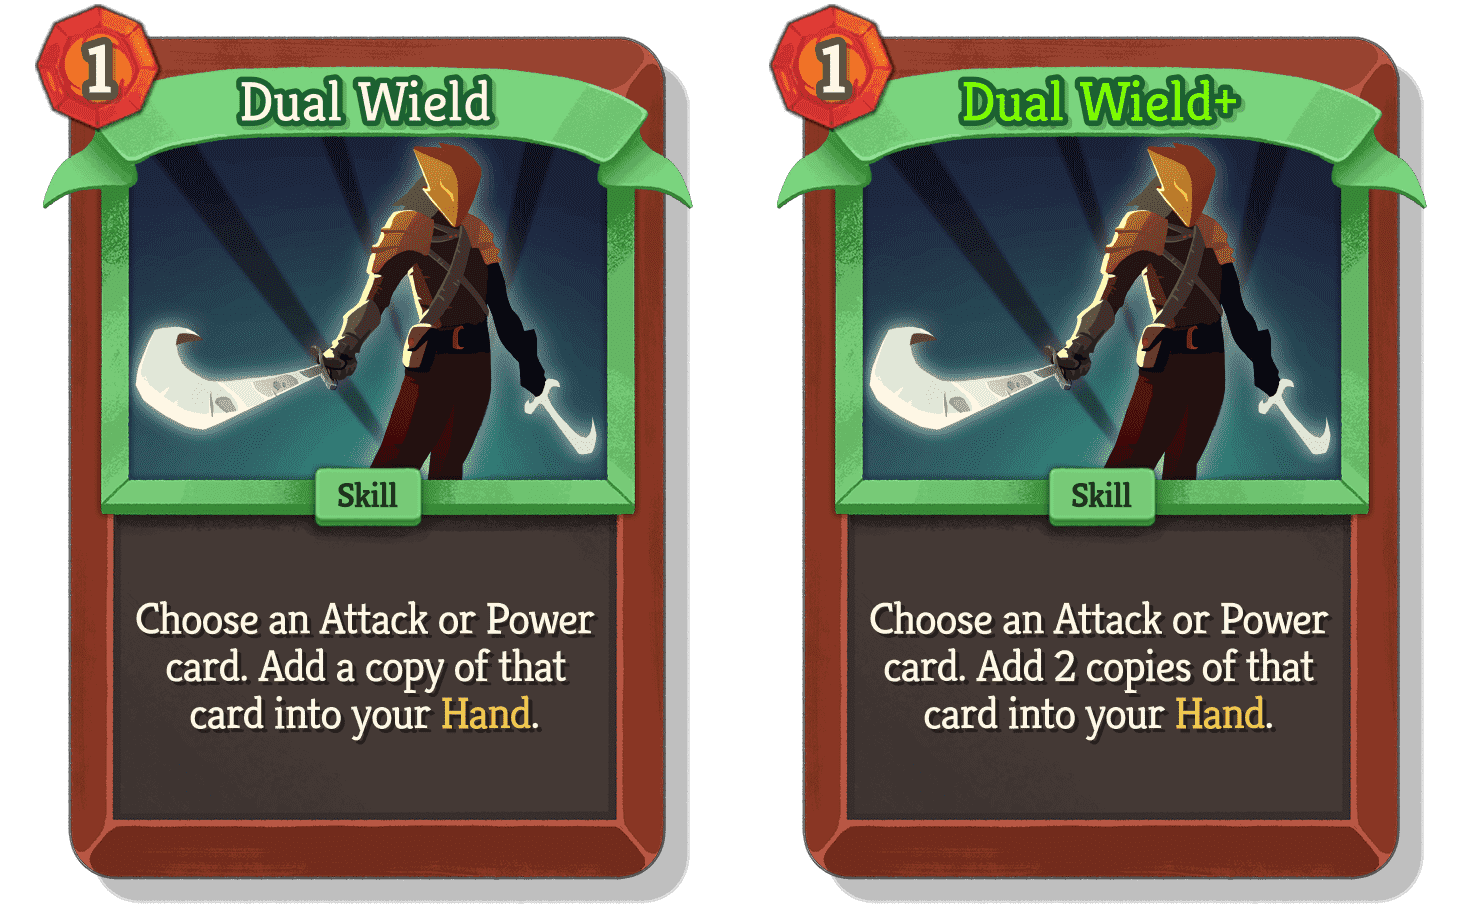 1
Dual Wield
Skill
Choose an Attack or Power
card. Add a copy of that
card into your Hand.
1
Dual Wield+
Skill
Choose an Attack or Power
card. Add 2 copies of that
card into your Hand.